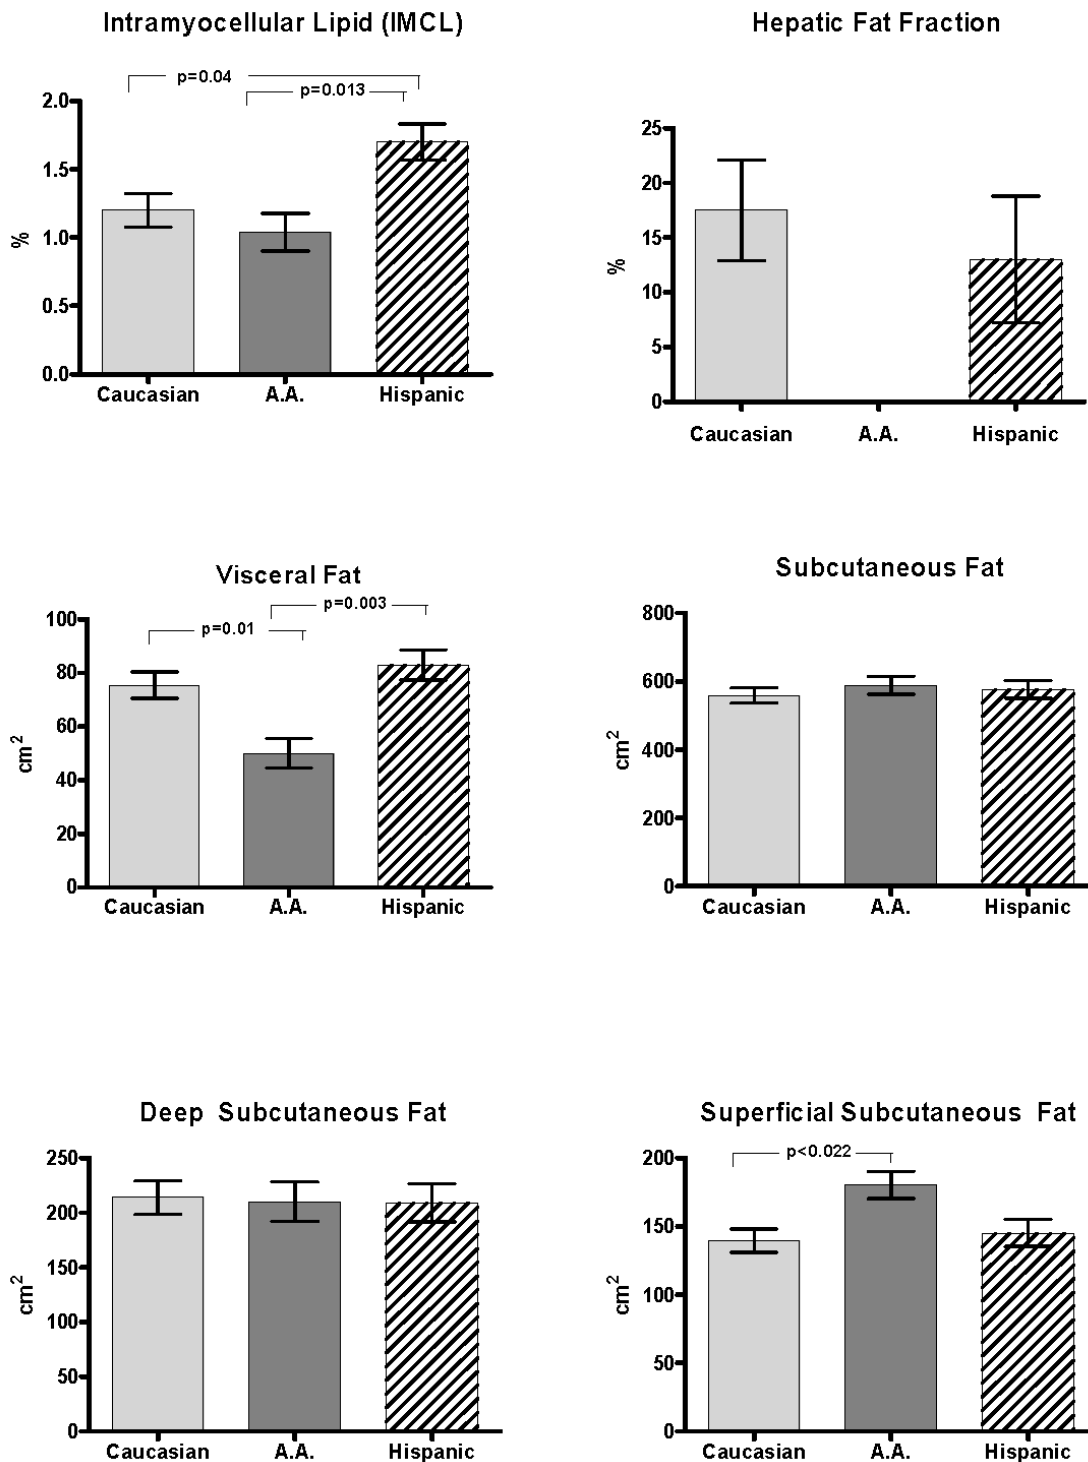 Intramyocellular Lipid (IMCL)
p=0.04
p=0.013
2.0
1.5
1.0
0.5
0.0
%
Caucasian A.A. Hispanic
Hepatic Fat Fraction
25
20
15
10
5
0
%
Caucasian A.A. Hispanic
Visceral Fat
p=0.003
p=0.01
100
80
60
40
20
0
cm²
Caucasian A.A. Hispanic
Subcutaneous Fat
800
600
400
200
0
cm²
Caucasian A.A. Hispanic
Deep Subcutaneous Fat
250
200
150
100
50
0
cm²
Caucasian A.A. Hispanic
Superficial Subcutaneous Fat
p<0.022
200
150
100
50
0
cm²
Caucasian A.A. Hispanic